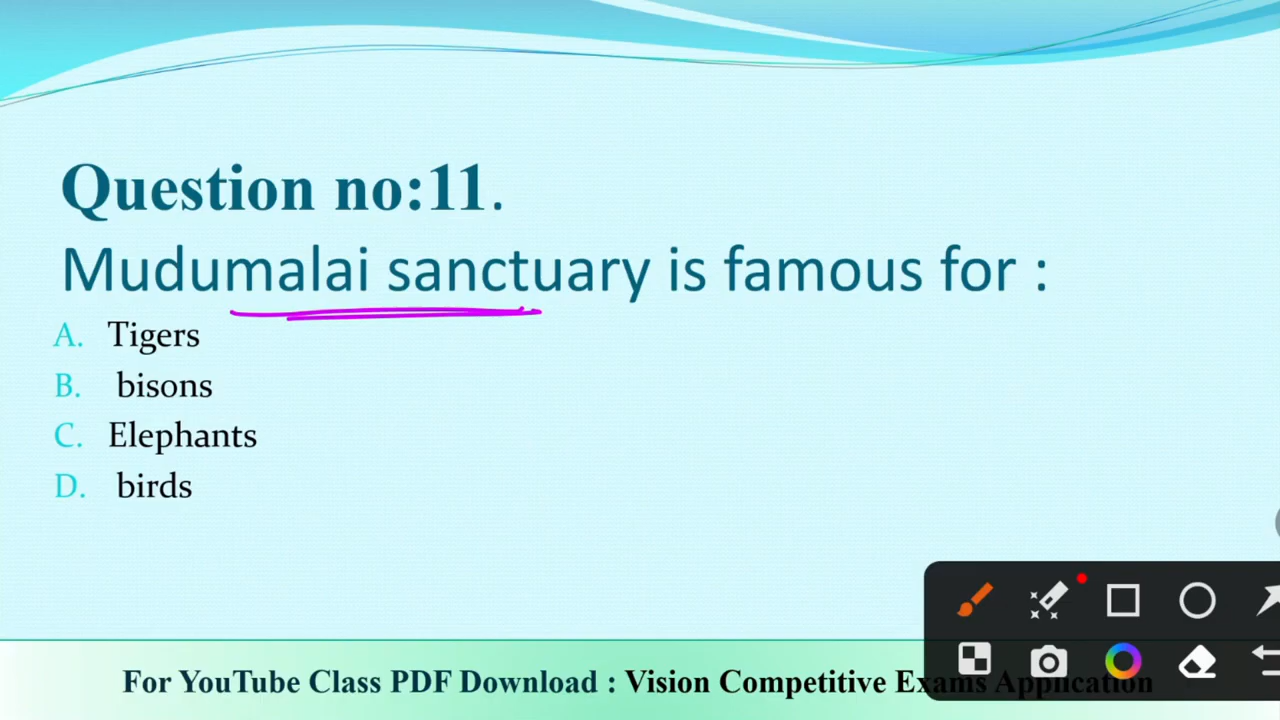 Question no:11.
Mudumalai sanctuary is famous for :
A. Tigers
B. bisons
C. Elephants
D. birds
For YouTube Class PDF Download : Vision Competitive Exams Application